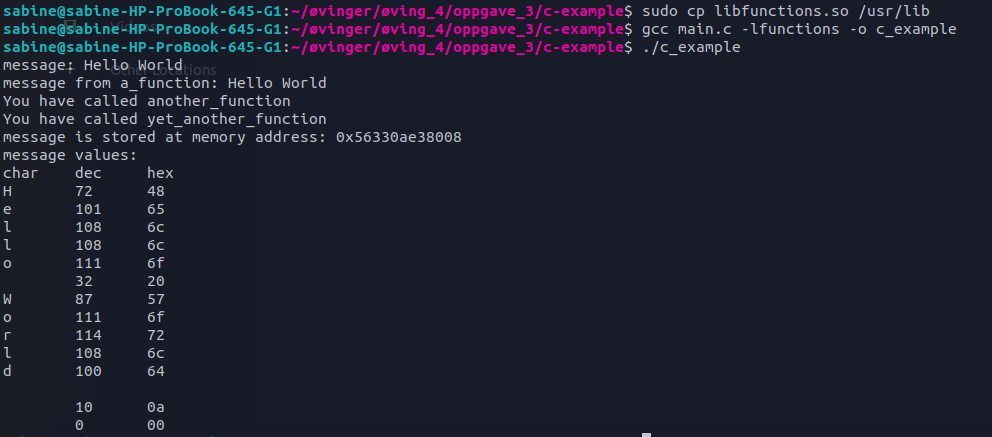 sabine@sabine-HP-ProBook-645-G1:~/øvinger/øving_4/oppgave_3/c-example$ sudo cp libfunctions.so /usr/lib
sabine@sabine-HP-ProBook-645-G1:~/øvinger/øving_4/oppgave_3/c-example$ gcc main.c -lfunctions -o c_example
sabine@sabine-HP-ProBook-645-G1:~/øvinger/øving_4/oppgave_3/c-example$ ./c_example
message: Hello World
Other Locations
message from a_function: Hello World
You have called another_function
You have called yet_another_function
message is stored at memory address: 0x56330ae38008
message values:
char    dec     hex
H       72      48
e       101     65
l       108     6c
l       108     6c
o       111     6f
        32      20
W       87      57
o       111     6f
r       114     72
l       108     6c
d       100     64
        10      0a
        0       00